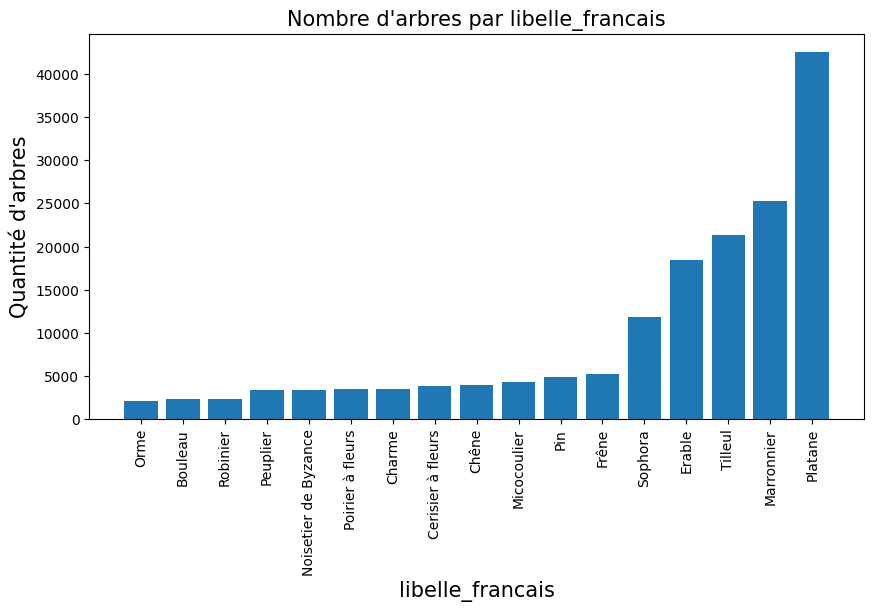 Nombre d'arbres par libelle_francais
Quantité d'arbres
40000
35000
30000
25000
20000
15000
10000
5000
0
Orme
Bouleau
Robinier
Peuplier
Noisetier de Byzance
Poirier à fleurs
Charme
Cerisier à fleurs
Chêne
Micocoulier
Pin
Frêne
Sophora
Erable
Tilleul
Marronnier
Platane
libelle_francais